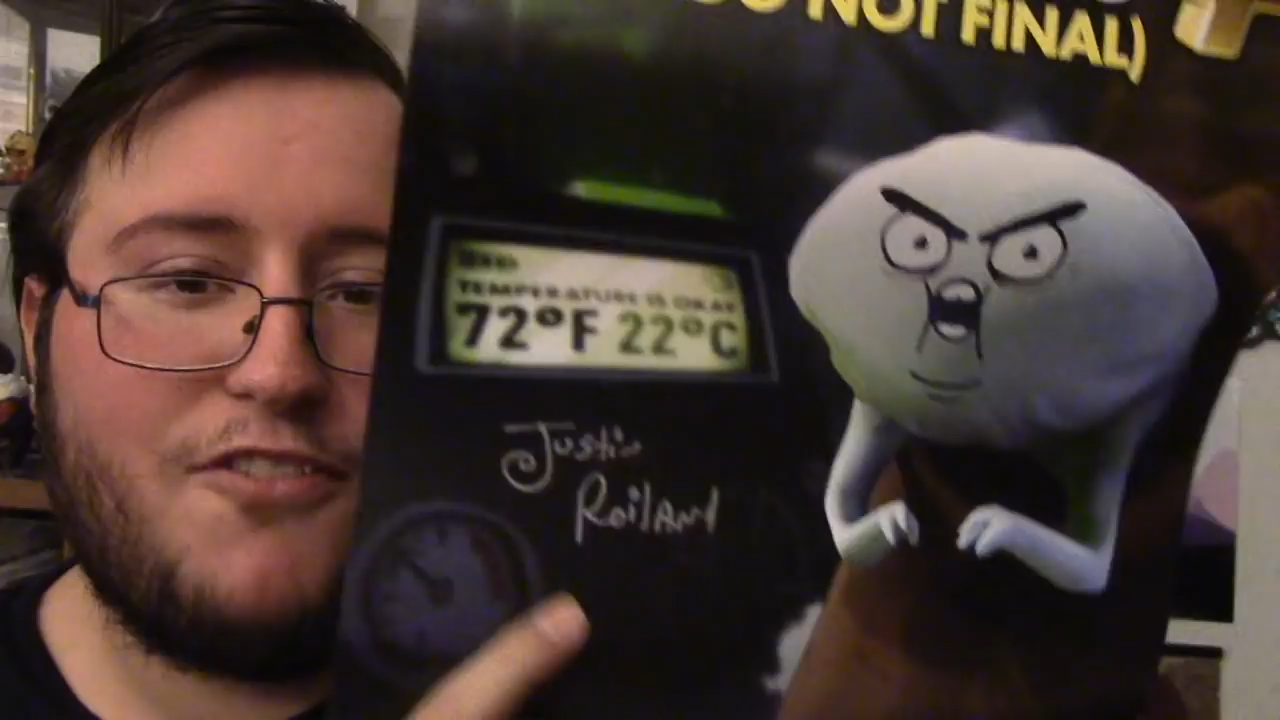 NOT FINAL)
TEMPERATURE IS OKAY
72°F 22°C
Justin
Roiland